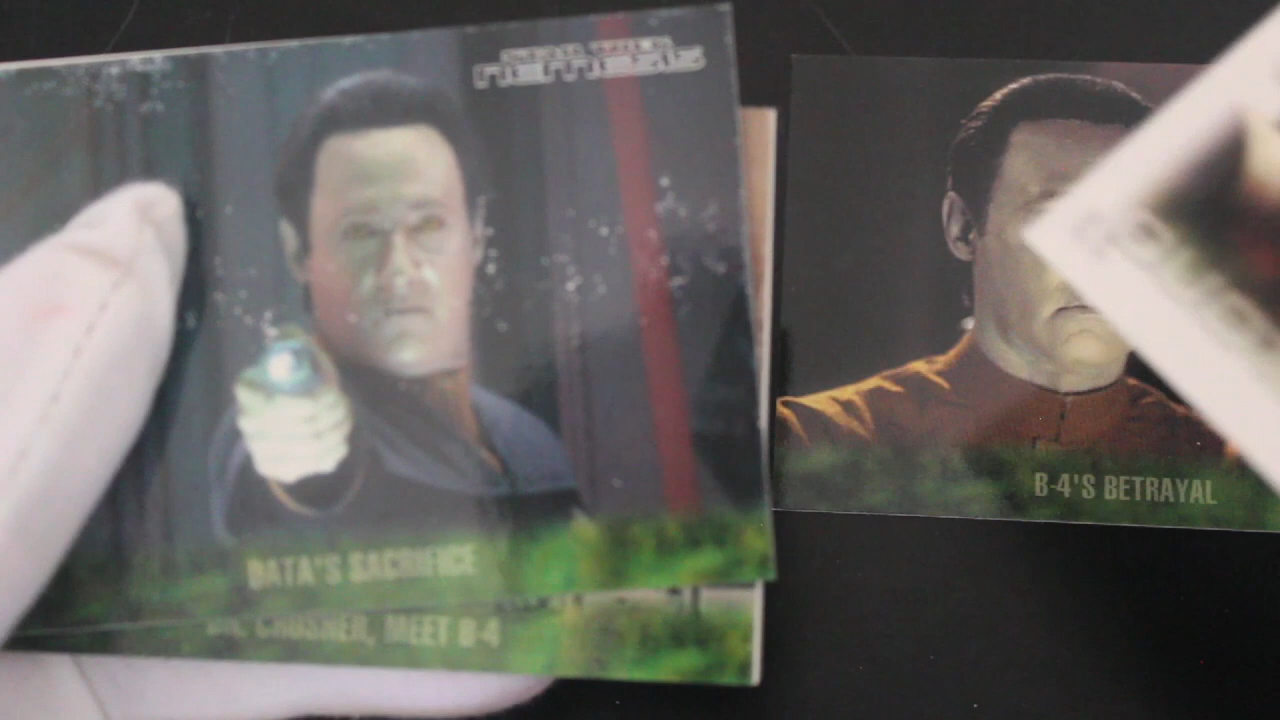 STAR TREK
NEMESIS
DATA'S SACRIFICE
DR. CRUSHER, MEET B-4
B-4'S BETRAYAL